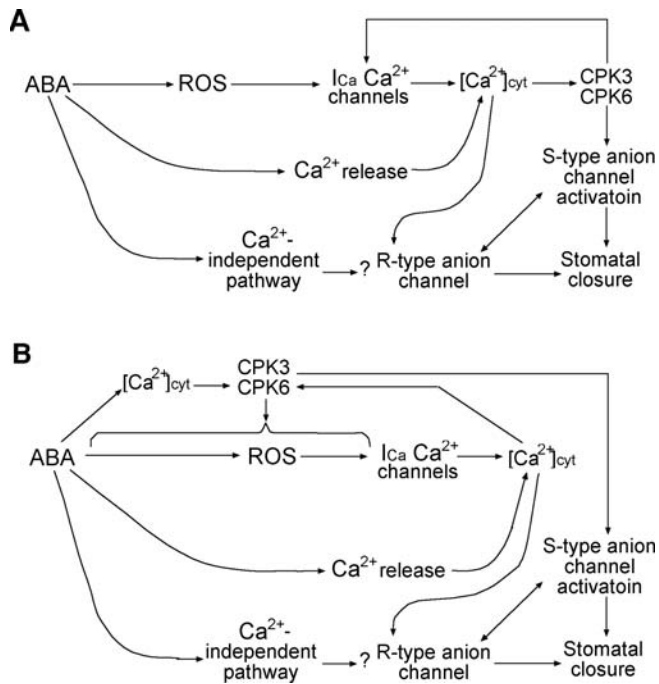 A
ABA
ROS
ICa Ca2+
channels
[Ca2+]cyt
CPK3
CPK6
Ca2+ release
S-type anion
channel
activatoin
Ca2+-
independent
pathway
?
R-type anion
channel
Stomatal
closure
B
[Ca2+]cyt
CPK3
CPK6
ABA
ROS
ICa Ca2+
channels
[Ca2+]cyt
Ca2+ release
S-type anion
channel
activatoin
Ca2+-
independent
pathway
?
R-type anion
channel
Stomatal
closure